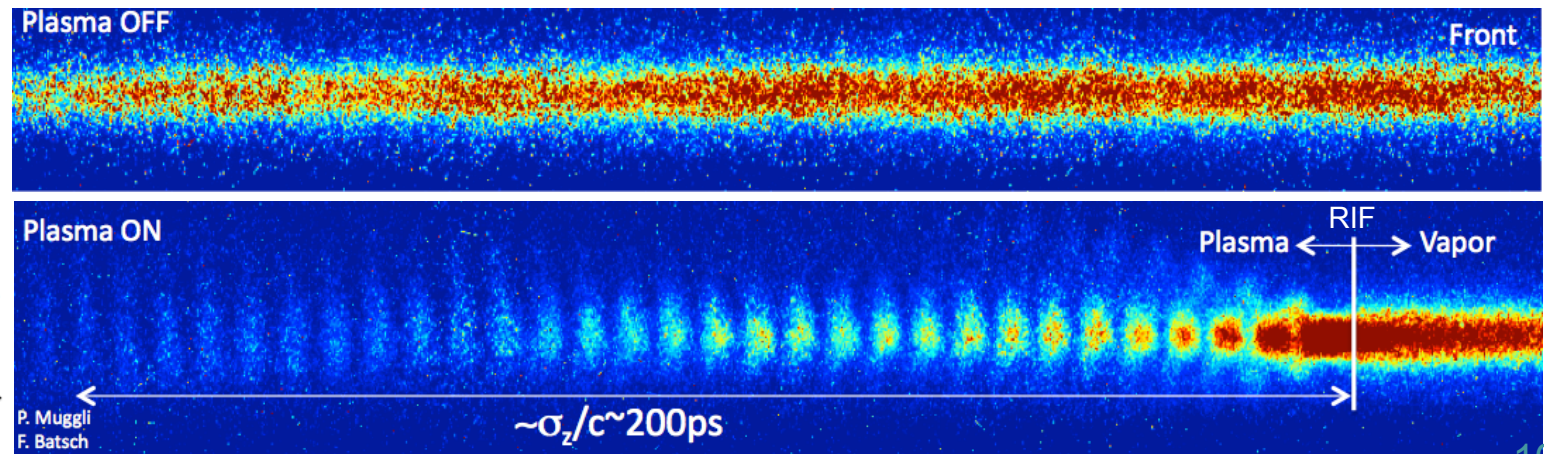 Plasma OFF
Front
Plasma ON
RIF
Plasma
Vapor
~σz/c~200ps
P. Muggli
F. Batsch